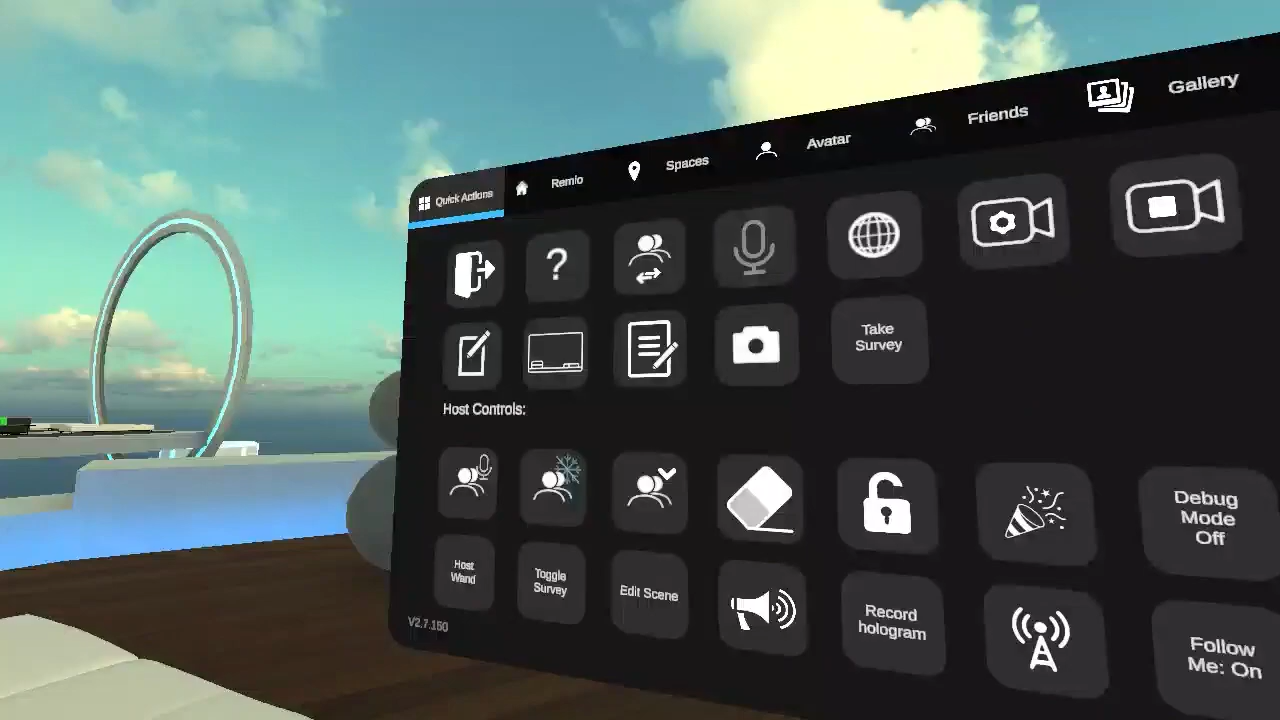 Quick Actions
Remio
Spaces
Avatar
Friends
Gallery
?
Take
Survey
Host Controls:
Debug
Mode
Off
Host
Wand
Toggle
Survey
Edit Scene
Record
hologram
Follow
Me: On
V2.7.150